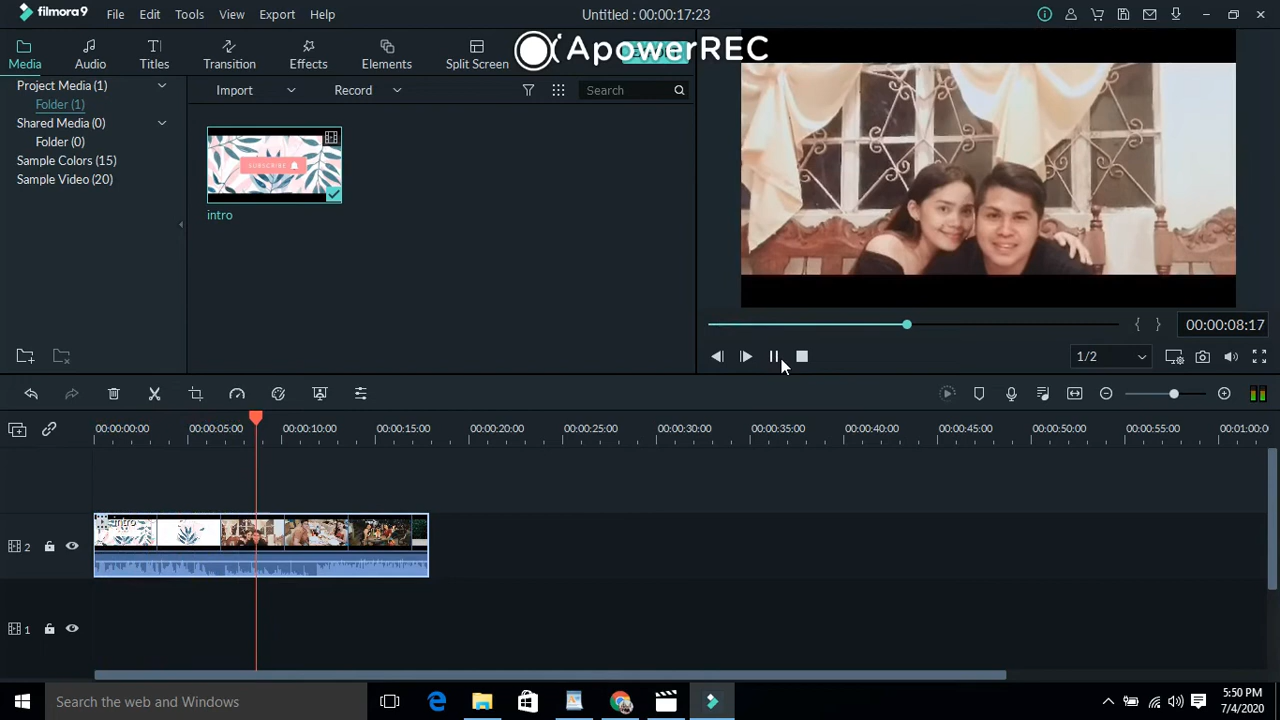 filmora9 File Edit Tools View Export Help Untitled : 00:00:17:23
Media Audio Titles Transition Effects Elements Split Screen ApowerREC
Project Media (1)
Folder (1)
Shared Media (0)
Folder (0)
Sample Colors (15)
Sample Video (20)
Import Record Search
SUBSCRIBE
intro
00:00:08:17
1/2
00:00:00:00 00:00:05:00 00:00:10:00 00:00:15:00 00:00:20:00 00:00:25:00 00:00:30:00 00:00:35:00 00:00:40:00 00:00:45:00 00:00:50:00 00:00:55:00 00:01:00:0
intro
2
1
Search the web and Windows
5:50 PM
7/4/2020